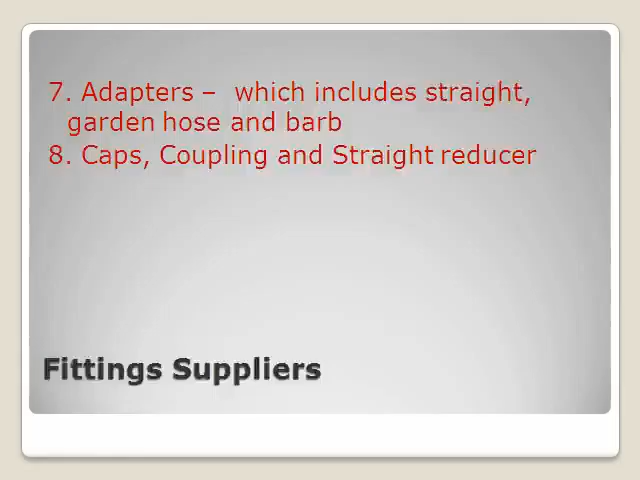 7. Adapters –  which includes straight,
garden hose and barb
8. Caps, Coupling and Straight reducer
Fittings Suppliers